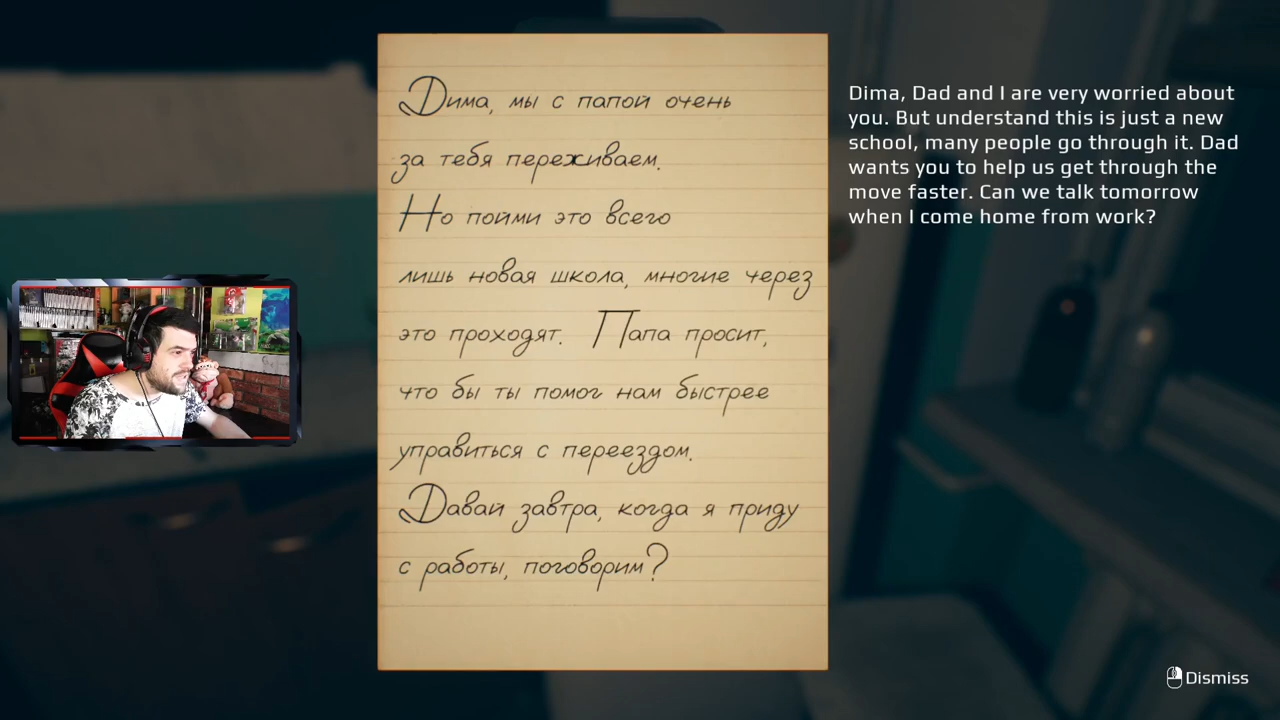 Дима, мы с папой очень
за тебя переживаем.
Но пойми это всего
лишь новая школа, многие через
это проходят. Папа просит,
что бы ты помог нам быстрее
управиться с переездом.
Давай завтра, когда я приду
с работы, поговорим?
Dima, Dad and I are very worried about
you. But understand this is just a new
school, many people go through it. Dad
wants you to help us get through the
move faster. Can we talk tomorrow
when I come home from work?
Dismiss